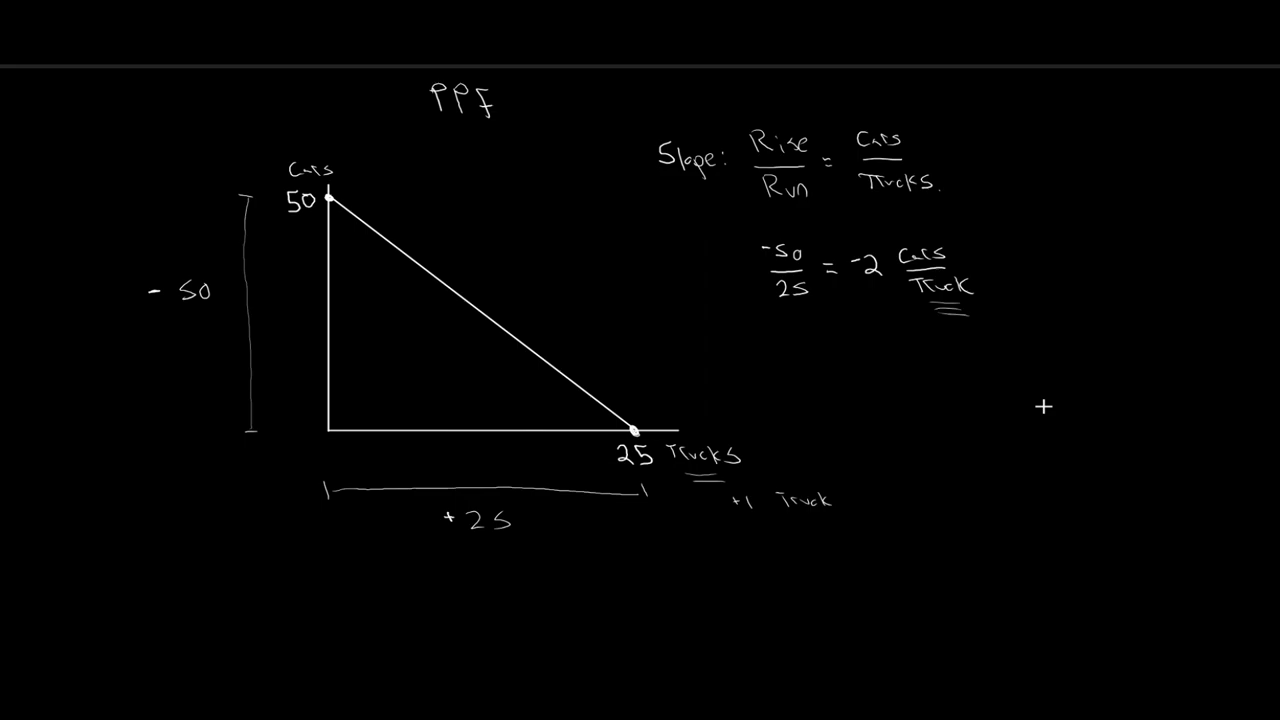 PPF
Slope: Rise/Run = Cars/Trucks.
Cars
50
-50/25 = -2 Cars/Truck
- 50
25 Trucks
+1 Truck
+25